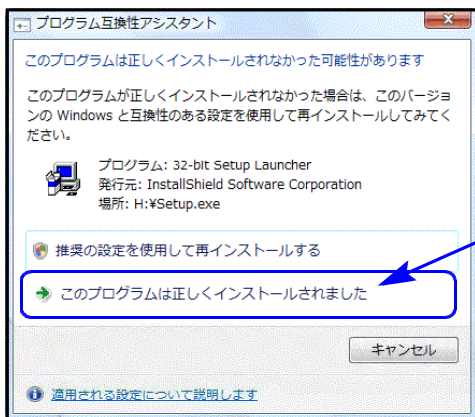 プログラム互換性アシスタント
このプログラムは正しくインストールされなかった可能性があります
このプログラムが正しくインストールされなかった場合は、このバージョ
ンの Windows と互換性のある設定を使用して再インストールしてみてく
ださい。
プログラム: 32-bit Setup Launcher
発行元: InstallShield Software Corporation
場所: H:¥Setup.exe
推奨の設定を使用して再インストールする
このプログラムは正しくインストールされました
キャンセル
適用される設定について説明します